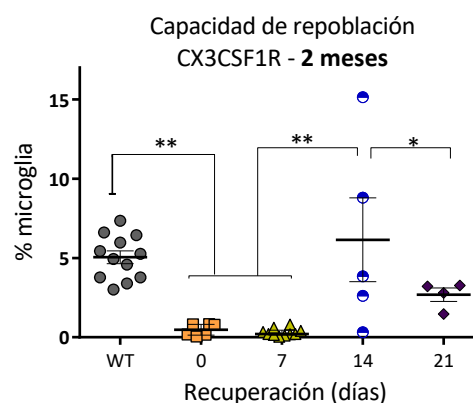 Capacidad de repoblación
CX3CSF1R - 2 meses
% microglia
15
10
5
0
**
**
*
WT
0
7
14
21
Recuperación (días)